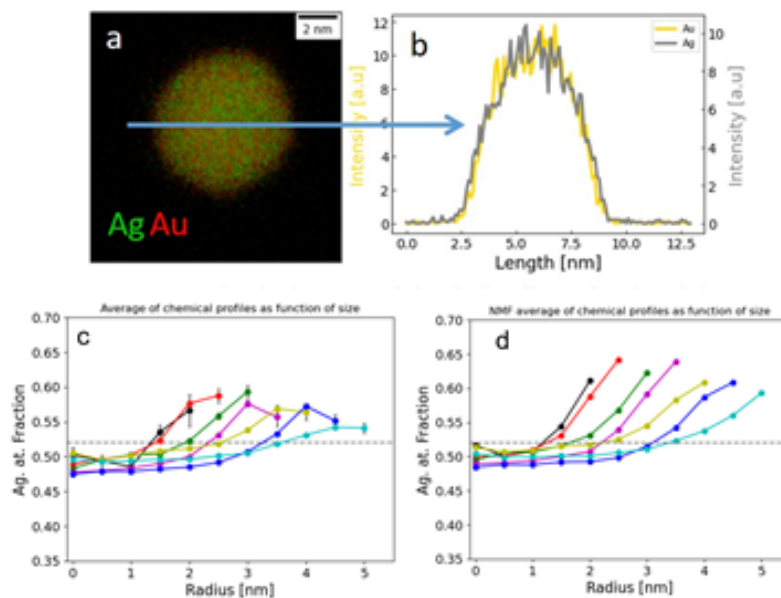 a
2 nm
Ag Au
b
Au
Ag
Intensity [a.u]
12
10
8
6
4
2
0
10
8
6
4
2
0
Intensity [a.u]
0.0 2.5 5.0 7.5 10.0 12.5
Length [nm]
Average of chemical profiles as function of size
c
Ag. at. Fraction
0.70
0.65
0.60
0.55
0.50
0.45
0.40
0.35
0 1 2 3 4 5
Radius [nm]
NMF average of chemical profiles as function of size
d
Ag. at. Fraction
0.70
0.65
0.60
0.55
0.50
0.45
0.40
0.35
0 1 2 3 4 5
Radius [nm]